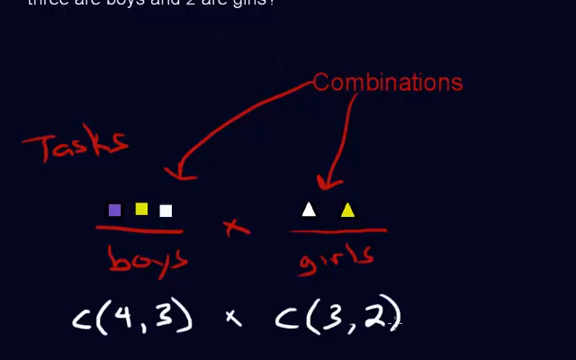 three are boys and 2 are girls?
Combinations
Tasks
boys x girls
C(4,3) x C(3,2)